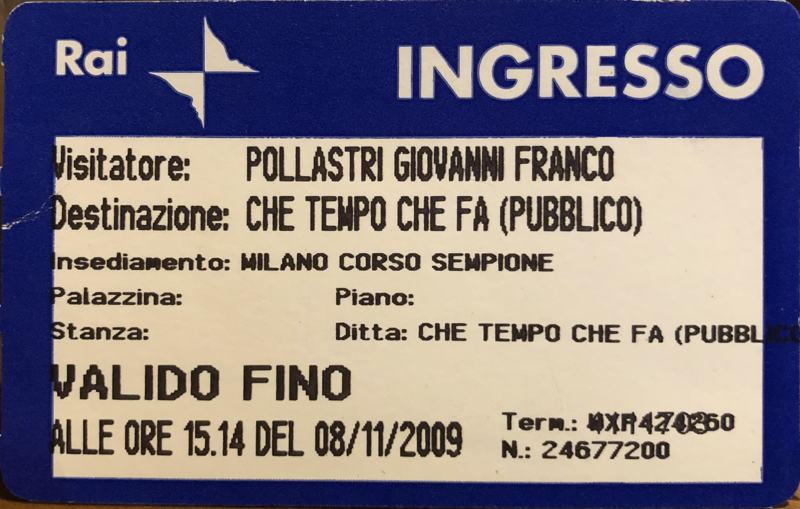 Rai
INGRESSO
Visitatore: POLLASTRI GIOVANNI FRANCO
Destinazione: CHE TEMPO CHE FA (PUBBLICO)
Insediamento: MILANO CORSO SEMPIONE
Palazzina: Piano:
Stanza: Ditta: CHE TEMPO CHE FA (PUBBLICO
VALIDO FINO
ALLE ORE 15.14 DEL 08/11/2009
Term.:
N.: 24677200